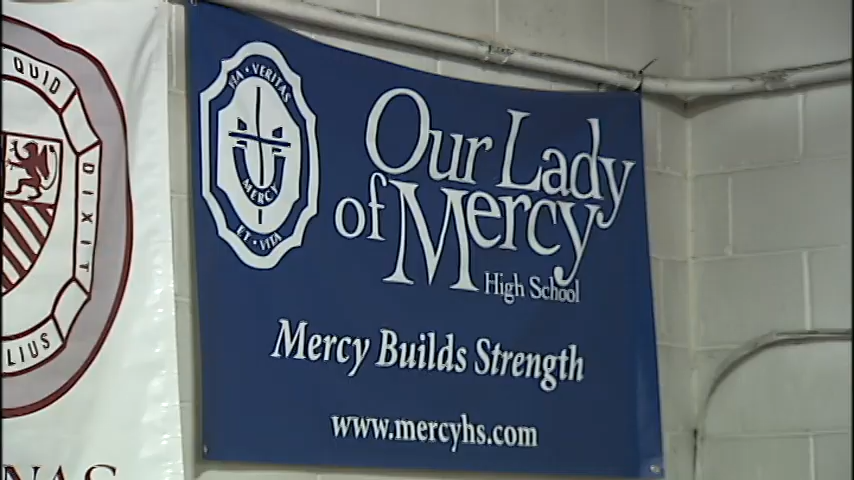 QUID
DIXIT
LIUS
NAS
VIA · VERITAS
MERCY
ET · VITA
Our Lady
of Mercy
High School
Mercy Builds Strength
www.mercyhs.com